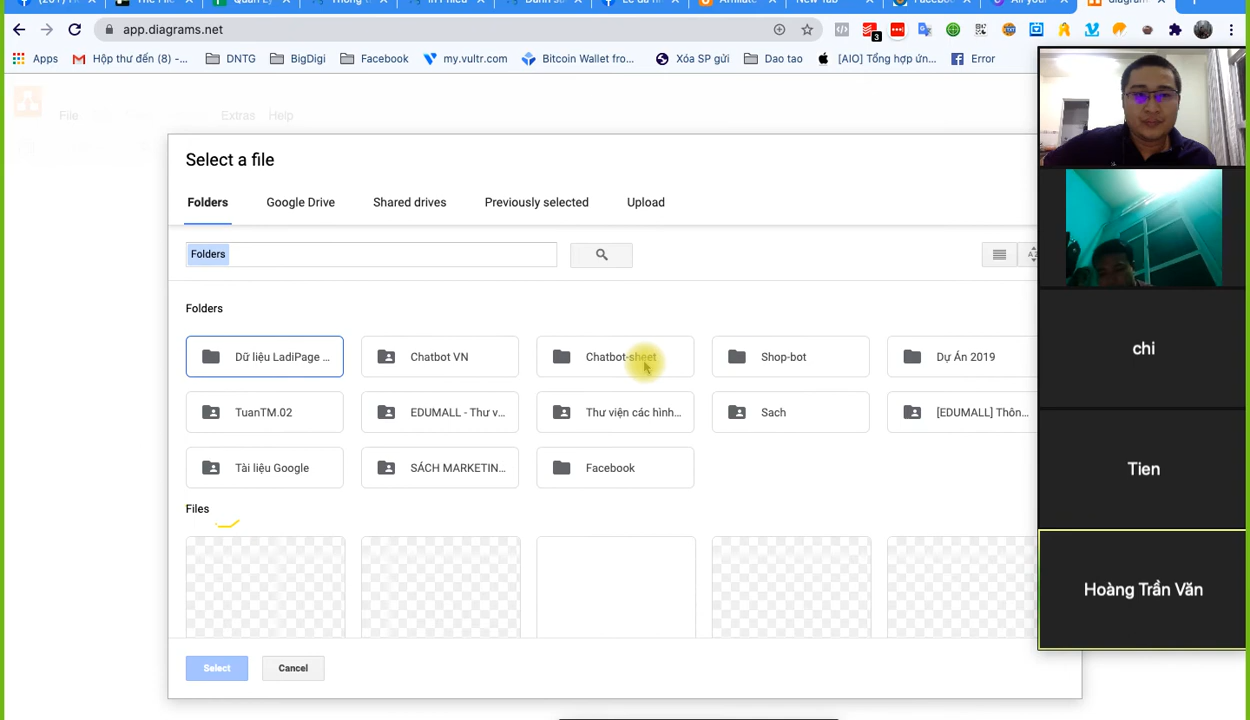 app.diagrams.net
3
Apps
Hộp thư đến (8) -...
DNTG
BigDigi
Facebook
my.vultr.com
Bitcoin Wallet fro...
Xóa SP gửi
Dao tao
[AIO] Tổng hợp ứn...
Error
File
Extras
Help
Select a file
Folders
Google Drive
Shared drives
Previously selected
Upload
Folders
Folders
Dữ liệu LadiPage ...
Chatbot VN
Chatbot-sheet
Shop-bot
Dự Án 2019
TuanTM.02
EDUMALL - Thư v...
Thư viện các hình...
Sach
[EDUMALL] Thôn...
Tài liệu Google
SÁCH MARKETIN...
Facebook
Files
Select
Cancel
chi
Tien
Hoàng Trần Văn